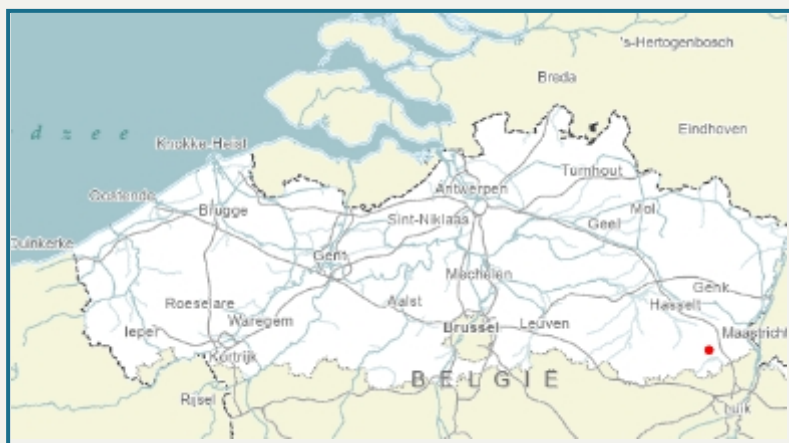 's-Hertogenbosch
Breda
dzee
Eindhoven
Knokke-Heist
Turnhout
Antwerpen
Oostende
Mol
Brugge
Sint-Niklaas
Geel
Duinkerke
Gent
Mechelen
Genk
Roeselare
Aalst
Hasselt
Ieper
Waregem
Brussel
Leuven
Maastricht
Kortrijk
BELGIË
Rijsel
Luik